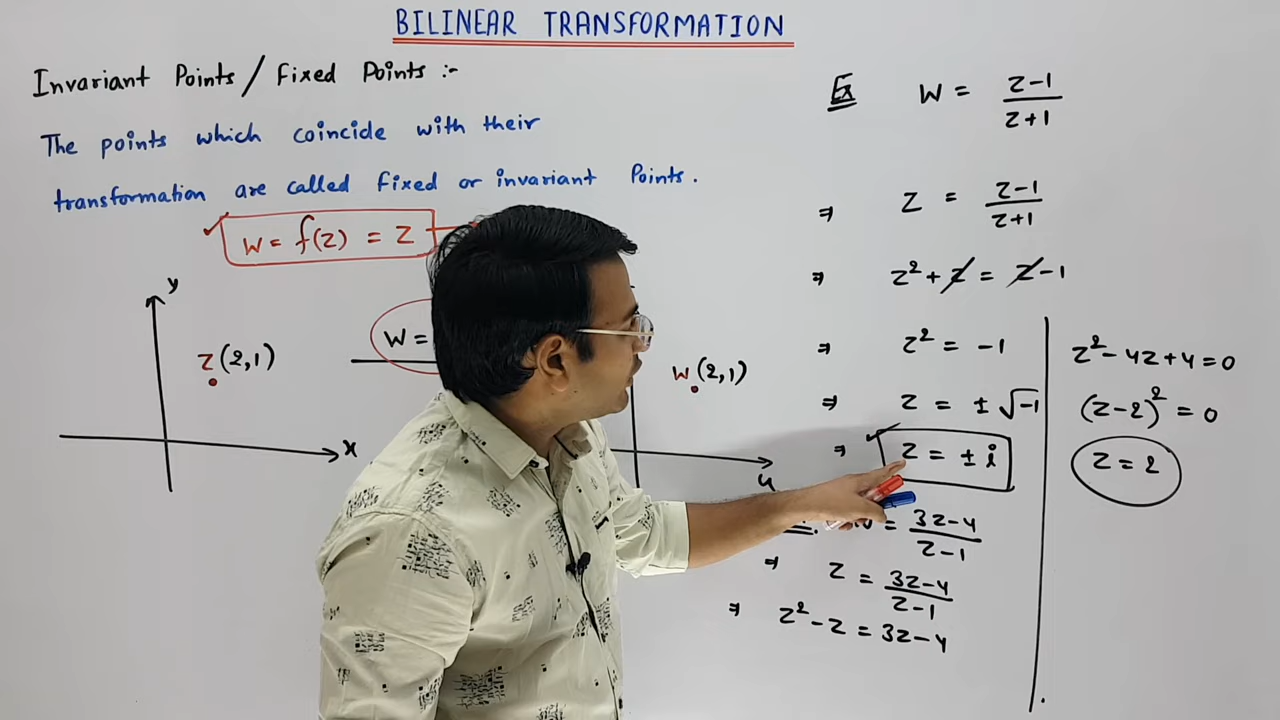 BILINEAR TRANSFORMATION
Invariant Points / Fixed Points :-
The points which coincide with their
transformation are called fixed or invariant Points.
✓ W = f(z) = z
W =
y
z (2,1)
x
W (2,1)
u
Ex W = z-1/z+1
⇒ z = z-1/z+1
⇒ z² + z = z - 1
⇒ z² = -1
⇒ z = ± √-1
⇒ ✓ z = ± i
= 3z-4/z-1
⇒ z = 3z-4/z-1
⇒ z² - z = 3z - 4
z² - 4z + 4 = 0
(z-2)² = 0
z = 2